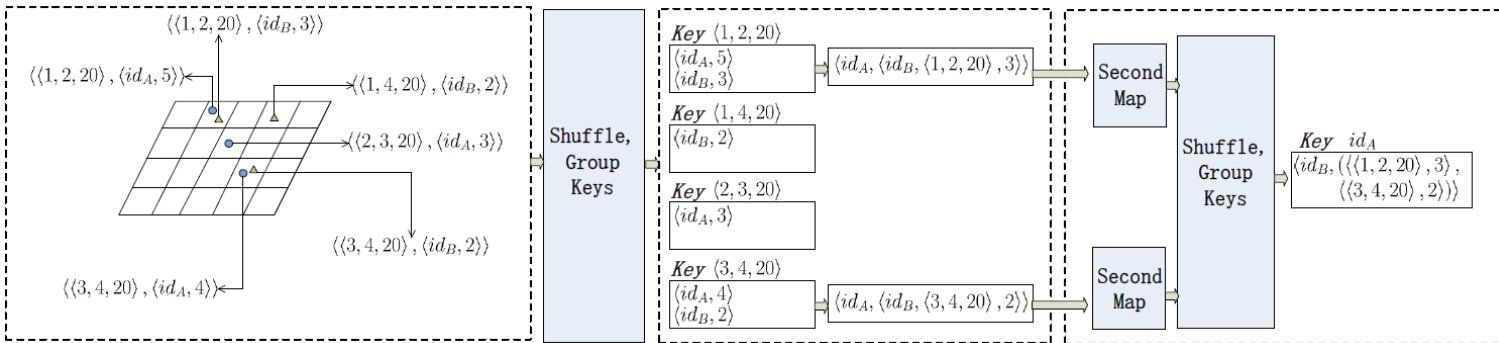 ⟨⟨1, 2, 20⟩ , ⟨id_B, 3⟩⟩
⟨⟨1, 2, 20⟩ , ⟨id_A, 5⟩⟩
⟨⟨1, 4, 20⟩ , ⟨id_B, 2⟩⟩
⟨⟨2, 3, 20⟩ , ⟨id_A, 3⟩⟩
⟨⟨3, 4, 20⟩ , ⟨id_B, 2⟩⟩
⟨⟨3, 4, 20⟩ , ⟨id_A, 4⟩⟩
Shuffle,
Group
Keys
Key ⟨1, 2, 20⟩
⟨id_A, 5⟩
⟨id_B, 3⟩
⟨id_A, ⟨id_B, ⟨1, 2, 20⟩ , 3⟩⟩
Key ⟨1, 4, 20⟩
⟨id_B, 2⟩
Key ⟨2, 3, 20⟩
⟨id_A, 3⟩
Key ⟨3, 4, 20⟩
⟨id_A, 4⟩
⟨id_B, 2⟩
⟨id_A, ⟨id_B, ⟨3, 4, 20⟩ , 2⟩⟩
Second
Map
Second
Map
Shuffle,
Group
Keys
Key id_A
⟨id_B, (⟨⟨1, 2, 20⟩ , 3⟩ ,
⟨⟨3, 4, 20⟩ , 2⟩)⟩